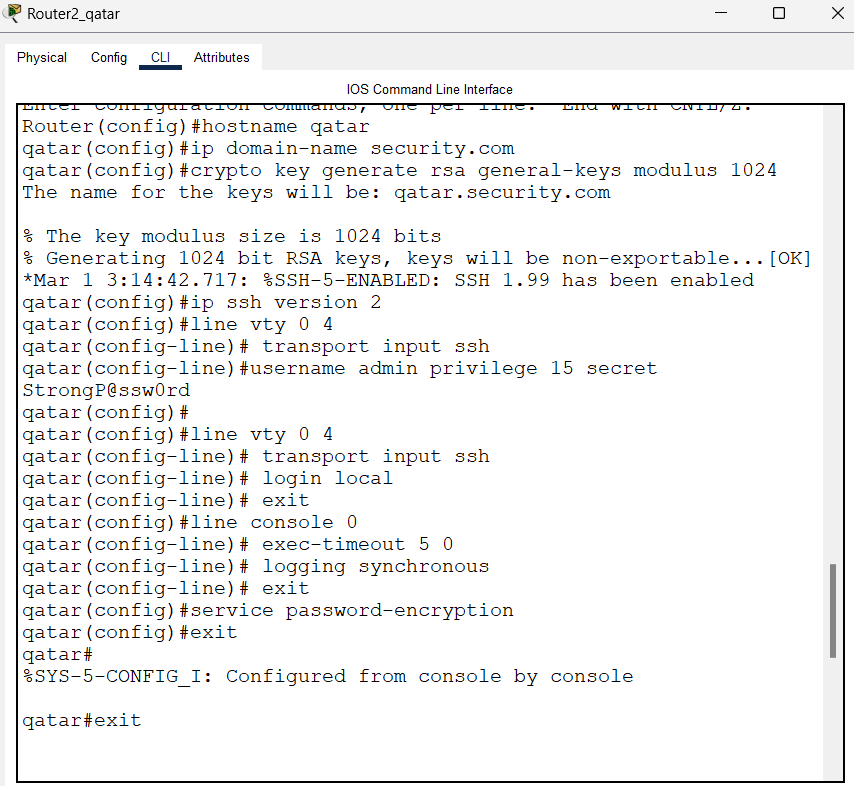 Router2_qatar
Physical Config CLI Attributes
IOS Command Line Interface
Enter configuration commands, one per line. End with CNTL/Z.
Router(config)#hostname qatar
qatar(config)#ip domain-name security.com
qatar(config)#crypto key generate rsa general-keys modulus 1024
The name for the keys will be: qatar.security.com
% The key modulus size is 1024 bits
% Generating 1024 bit RSA keys, keys will be non-exportable...[OK]
*Mar 1 3:14:42.717: %SSH-5-ENABLED: SSH 1.99 has been enabled
qatar(config)#ip ssh version 2
qatar(config)#line vty 0 4
qatar(config-line)# transport input ssh
qatar(config-line)#username admin privilege 15 secret
StrongP@ssw0rd
qatar(config)#
qatar(config)#line vty 0 4
qatar(config-line)# transport input ssh
qatar(config-line)# login local
qatar(config-line)# exit
qatar(config)#line console 0
qatar(config-line)# exec-timeout 5 0
qatar(config-line)# logging synchronous
qatar(config-line)# exit
qatar(config)#service password-encryption
qatar(config)#exit
qatar#
%SYS-5-CONFIG_I: Configured from console by console
qatar#exit